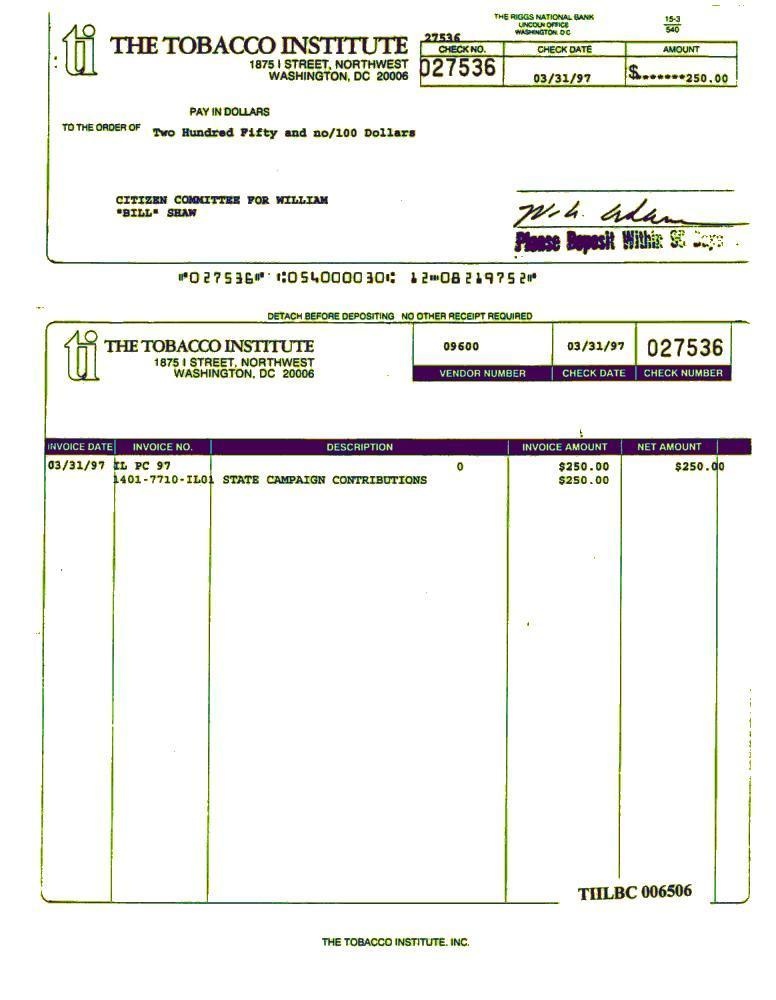 THE RIGGS NATIONAL BANK
LINCOLN OFFICE
WASHINGTON, D C
15-3
540
ti THE TOBACCO INSTITUTE
1875 I STREET, NORTHWEST
WASHINGTON, DC 20006
27536
CHECK NO. CHECK DATE AMOUNT
027536 03/31/97 $*******250.00
PAY IN DOLLARS
TO THE ORDER OF Two Hundred Fifty and no/100 Dollars
CITIZEN COMMITTEE FOR WILLIAM
"BILL" SHAW
Please Deposit Within Days
⑈027536⑈ ⑆054000030⑆ 12⑉08219752⑈
DETACH BEFORE DEPOSITING NO OTHER RECEIPT REQUIRED
ti THE TOBACCO INSTITUTE
1875 I STREET, NORTHWEST
WASHINGTON, DC 20006
09600 03/31/97 027536
VENDOR NUMBER CHECK DATE CHECK NUMBER
INVOICE DATE INVOICE NO. DESCRIPTION INVOICE AMOUNT NET AMOUNT
03/31/97 IL PC 97 0 $250.00 $250.00
1401-7710-IL01 STATE CAMPAIGN CONTRIBUTIONS $250.00
TIILBC 006506
THE TOBACCO INSTITUTE. INC.